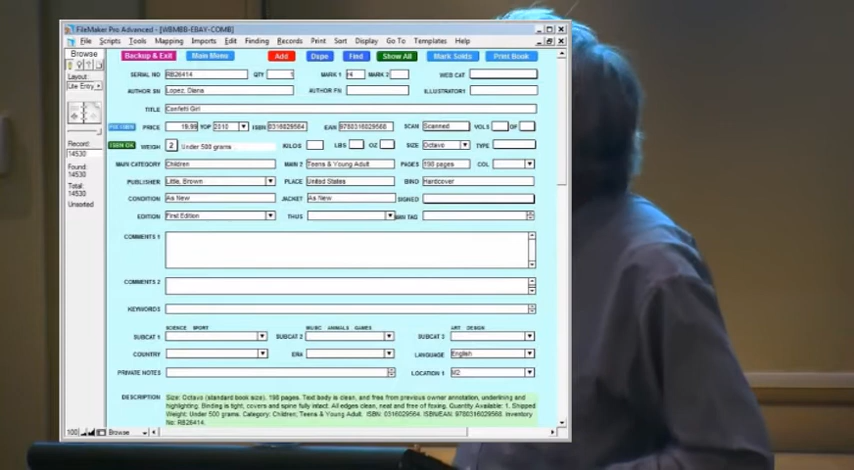 FileMaker Pro Advanced - [WBMBB-EBAY-COMB]
File Scripts Tools Mapping Imports Edit Finding Records Print Sort Display Go To Templates Help
Browse
Backup & Exit Main Menu Add Dupe Find Show All Mark Solds Print Book
Layout:
SERIAL NO RB26414 QTY 1 MARK 1 MARK 2 WEB CAT
AUTHOR SN Lopez, Diana AUTHOR FN ILLUSTRATOR1
TITLE Confetti Girl
PRICE 19.99 YOP 2010 ISBN 0316029564 EAN 9780316029568 SCAN Scanned VOLS OF
ISBN OK WEIGH 2 Under 500 grams KILOS LBS OZ SIZE Octavo TYPE
MAIN CATEGORY Children MAIN 2 Teens & Young Adult PAGES 198 pages COL
PUBLISHER Little, Brown PLACE United States BIND Hardcover
CONDITION As New JACKET As New SIGNED
EDITION First Edition THUS TAG
COMMENTS 1
COMMENTS 2
KEYWORDS
SCIENCE SPORT MUSIC ANIMALS GAMES ART DESIGN
SUBCAT 1 SUBCAT 2 SUBCAT 3
COUNTRY ERA LANGUAGE English
PRIVATE NOTES LOCATION 1
Record:
14530
Found:
14530
Total:
14530
Unsorted
DESCRIPTION Size: Octavo (standard book size). 198 pages. Text body is clean, and free from previous owner annotation, underlining and
highlighting. Binding is tight, covers and spine fully intact. All edges clean, neat and free of foxing. Quantity Available: 1. Shipped
Weight: Under 500 grams. Category: Children; Teens & Young Adult. ISBN: 0316029564. ISBN/EAN: 9780316029568. Inventory
No: RB26414.
100 Browse